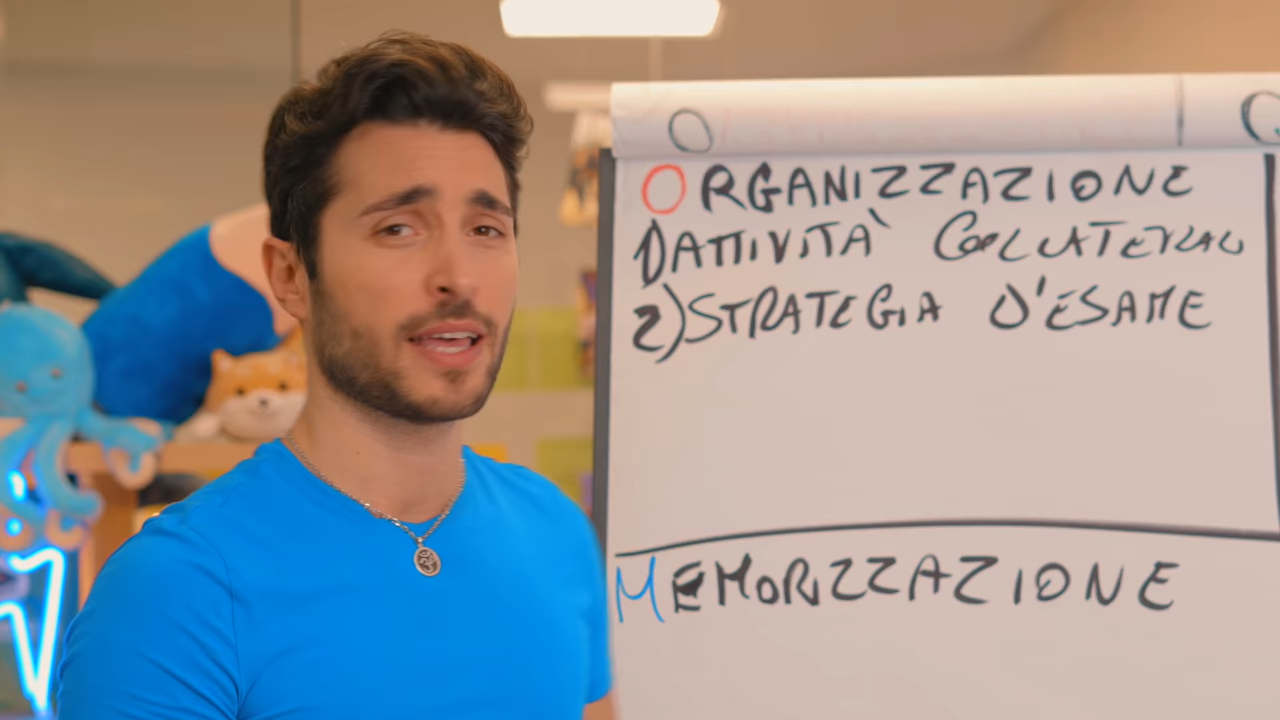 ORGANIZZAZIONE
1) ATTIVITÀ COLLATERALI
2) STRATEGIA D'ESAME
MEMORIZZAZIONE